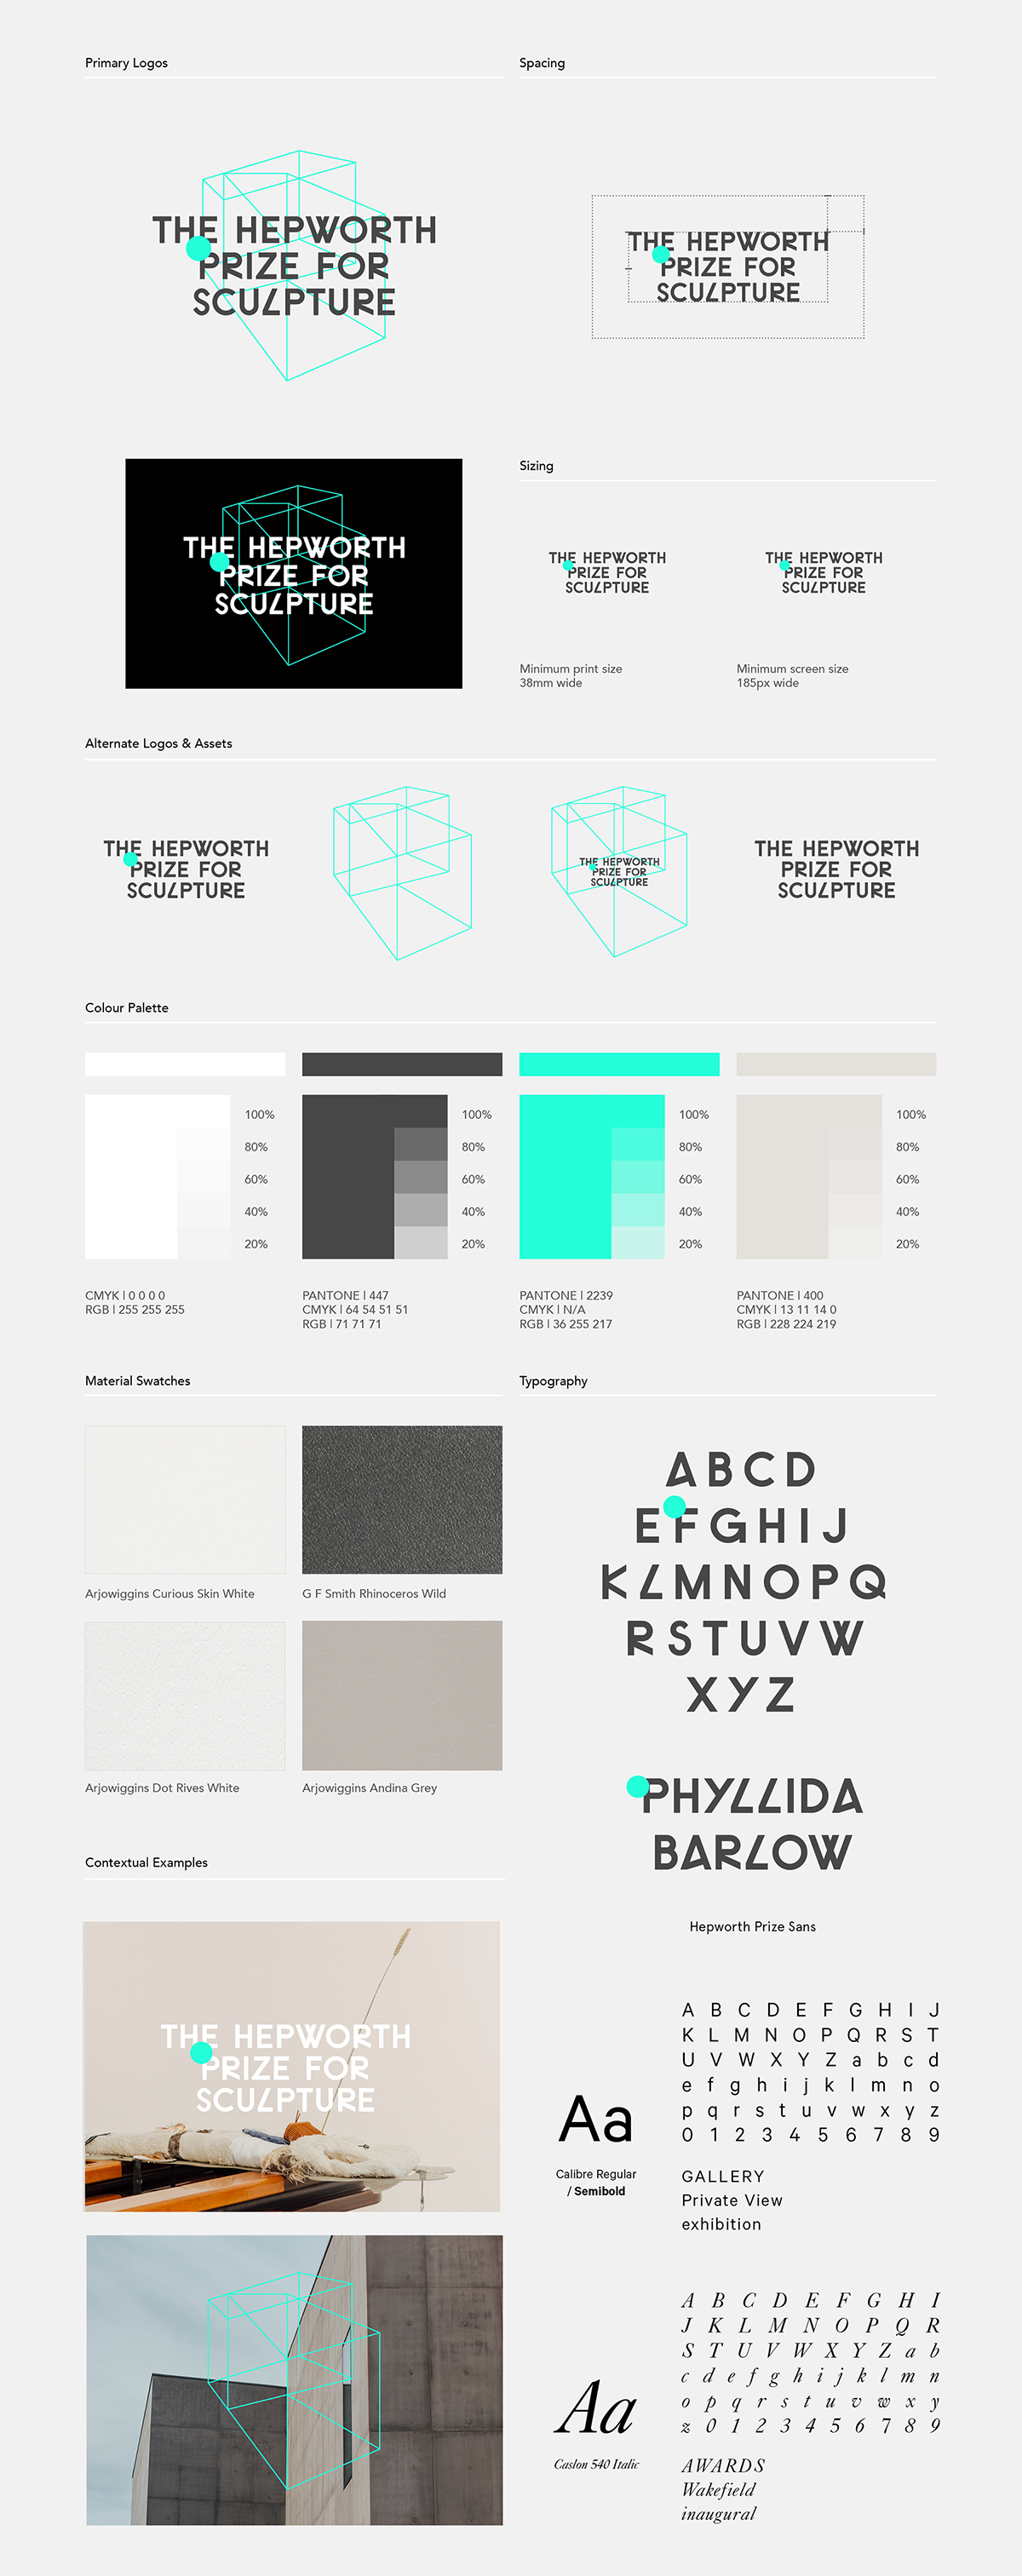 Primary Logos
THE HEPWORTH
PRIZE FOR
SCULPTURE
Spacing
THE HEPWORTH
PRIZE FOR
SCULPTURE
THE HEPWORTH
PRIZE FOR
SCULPTURE
Sizing
THE HEPWORTH
PRIZE FOR
SCULPTURE
Minimum print size
38mm wide
THE HEPWORTH
PRIZE FOR
SCULPTURE
Minimum screen size
185px wide
Alternate Logos & Assets
THE HEPWORTH
PRIZE FOR
SCULPTURE
THE HEPWORTH
PRIZE FOR
SCULPTURE
THE HEPWORTH
PRIZE FOR
SCULPTURE
Colour Palette
100%
80%
60%
40%
20%
CMYK | 0 0 0 0
RGB | 255 255 255
100%
80%
60%
40%
20%
PANTONE | 447
CMYK | 64 54 51 51
RGB | 71 71 71
100%
80%
60%
40%
20%
PANTONE | 2239
CMYK | N/A
RGB | 36 255 217
100%
80%
60%
40%
20%
PANTONE | 400
CMYK | 13 11 14 0
RGB | 228 224 219
Material Swatches
Arjowiggins Curious Skin White
G F Smith Rhinoceros Wild
Arjowiggins Dot Rives White
Arjowiggins Andina Grey
Typography
A B C D
E F G H I J
K L M N O P Q
R S T U V W
X Y Z
PHYLLIDA
BARLOW
Hepworth Prize Sans
Aa
Calibre Regular
/ Semibold
A B C D E F G H I J
K L M N O P Q R S T
U V W X Y Z a b c d
e f g h i j k l m n o
p q r s t u v w x y z
0 1 2 3 4 5 6 7 8 9
GALLERY
Private View
exhibition
Aa
Caslon 540 Italic
A B C D E F G H I
J K L M N O P Q R
S T U V W X Y Z a b
c d e f g h i j k l m n
o p q r s t u v w x y
z 0 1 2 3 4 5 6 7 8 9
AWARDS
Wakefield
inaugural
Contextual Examples
THE HEPWORTH
PRIZE FOR
SCULPTURE